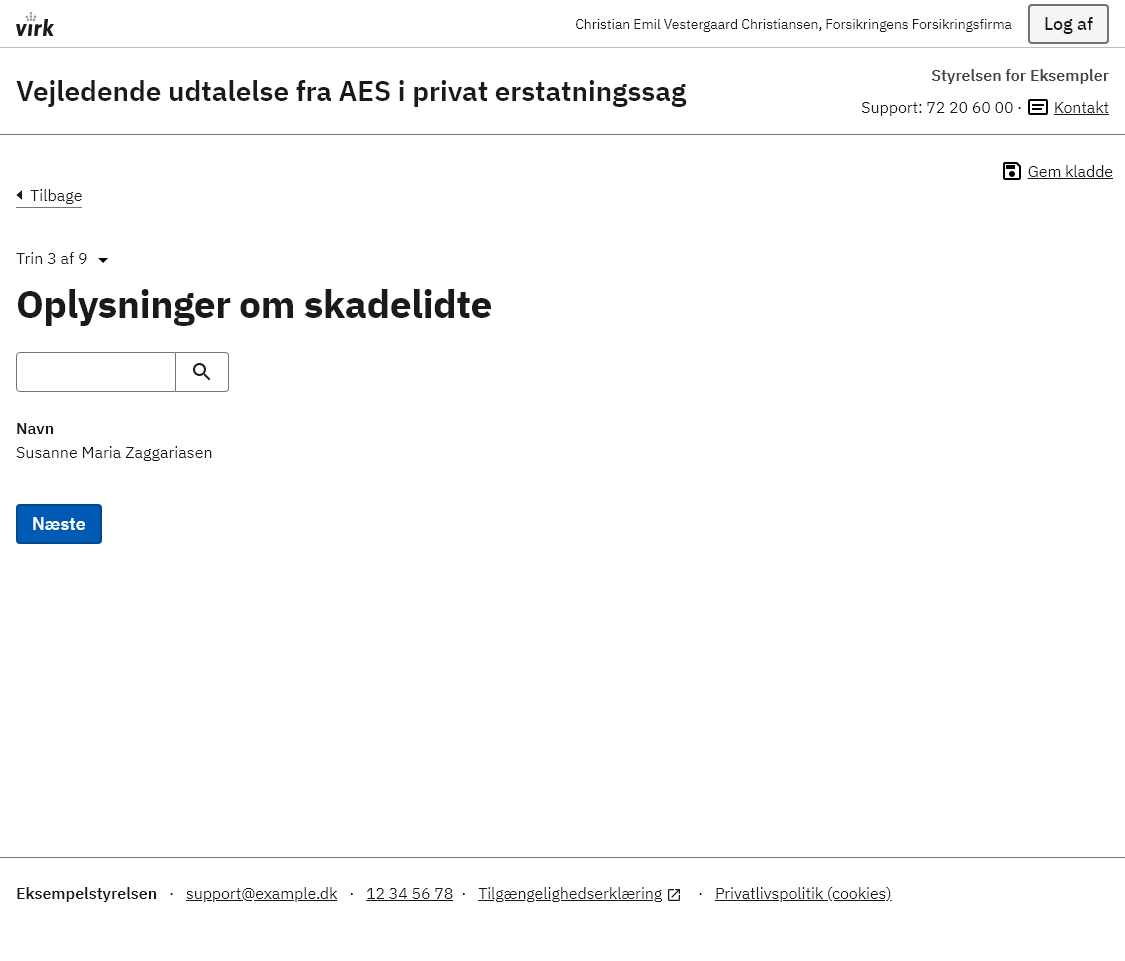 virk
Christian Emil Vestergaard Christiansen, Forsikringens Forsikringsfirma
Log af
Vejledende udtalelse fra AES i privat erstatningssag
Styrelsen for Eksempler
Support: 72 20 60 00 · Kontakt
Gem kladde
Tilbage
Trin 3 af 9
Oplysninger om skadelidte
Navn
Susanne Maria Zaggariasen
Næste
Eksempelstyrelsen · support@example.dk · 12 34 56 78 · Tilgængelighedserklæring · Privatlivspolitik (cookies)